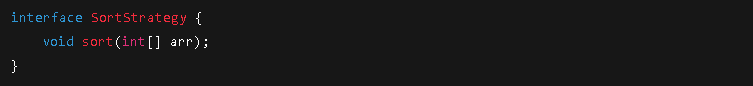 interface SortStrategy {
    void sort(int[] arr);
}